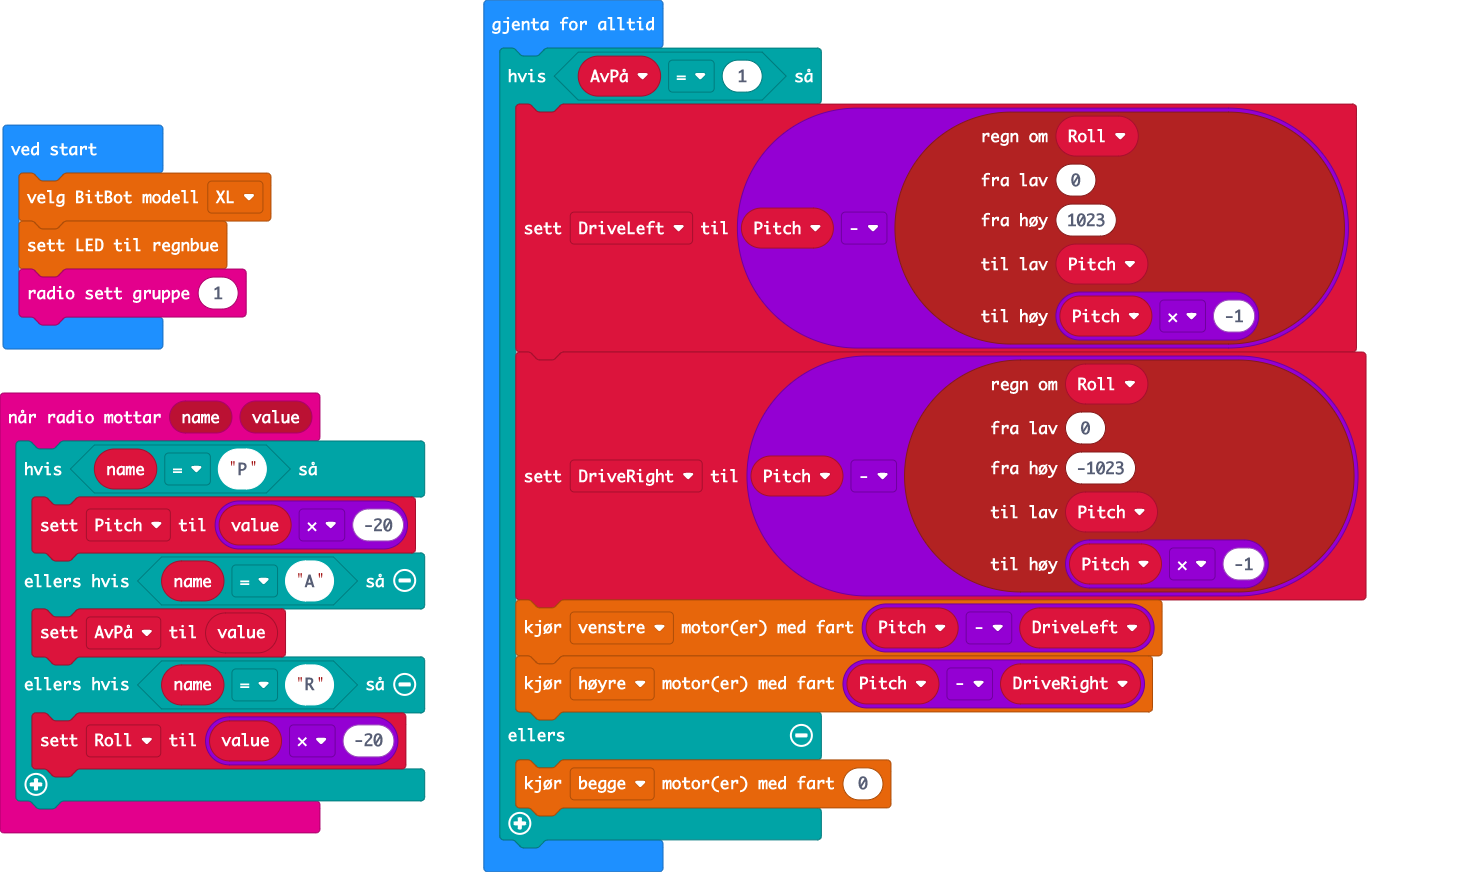 ved start
velg BitBot modell XL
sett LED til regnbue
radio sett gruppe 1
når radio mottar name value
hvis name = "P" så
sett Pitch til value × -20
ellers hvis name = "A" så
sett AvPå til value
ellers hvis name = "R" så
sett Roll til value × -20
gjenta for alltid
hvis AvPå = 1 så
sett DriveLeft til Pitch -
regn om Roll
fra lav 0
fra høy 1023
til lav Pitch
til høy Pitch × -1
sett DriveRight til Pitch -
regn om Roll
fra lav 0
fra høy -1023
til lav Pitch
til høy Pitch × -1
kjør venstre motor(er) med fart Pitch - DriveLeft
kjør høyre motor(er) med fart Pitch - DriveRight
ellers
kjør begge motor(er) med fart 0